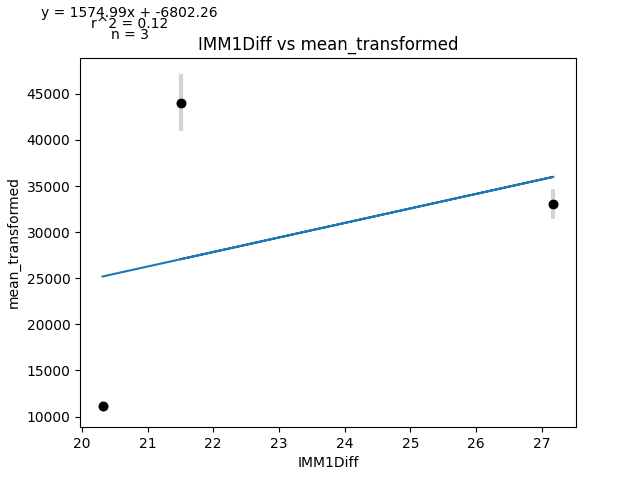 y = 1574.99x + -6802.26
r^2 = 0.12
n = 3
IMM1Diff vs mean_transformed
45000
40000
35000
30000
25000
20000
15000
10000
mean_transformed
20 21 22 23 24 25 26 27
IMM1Diff